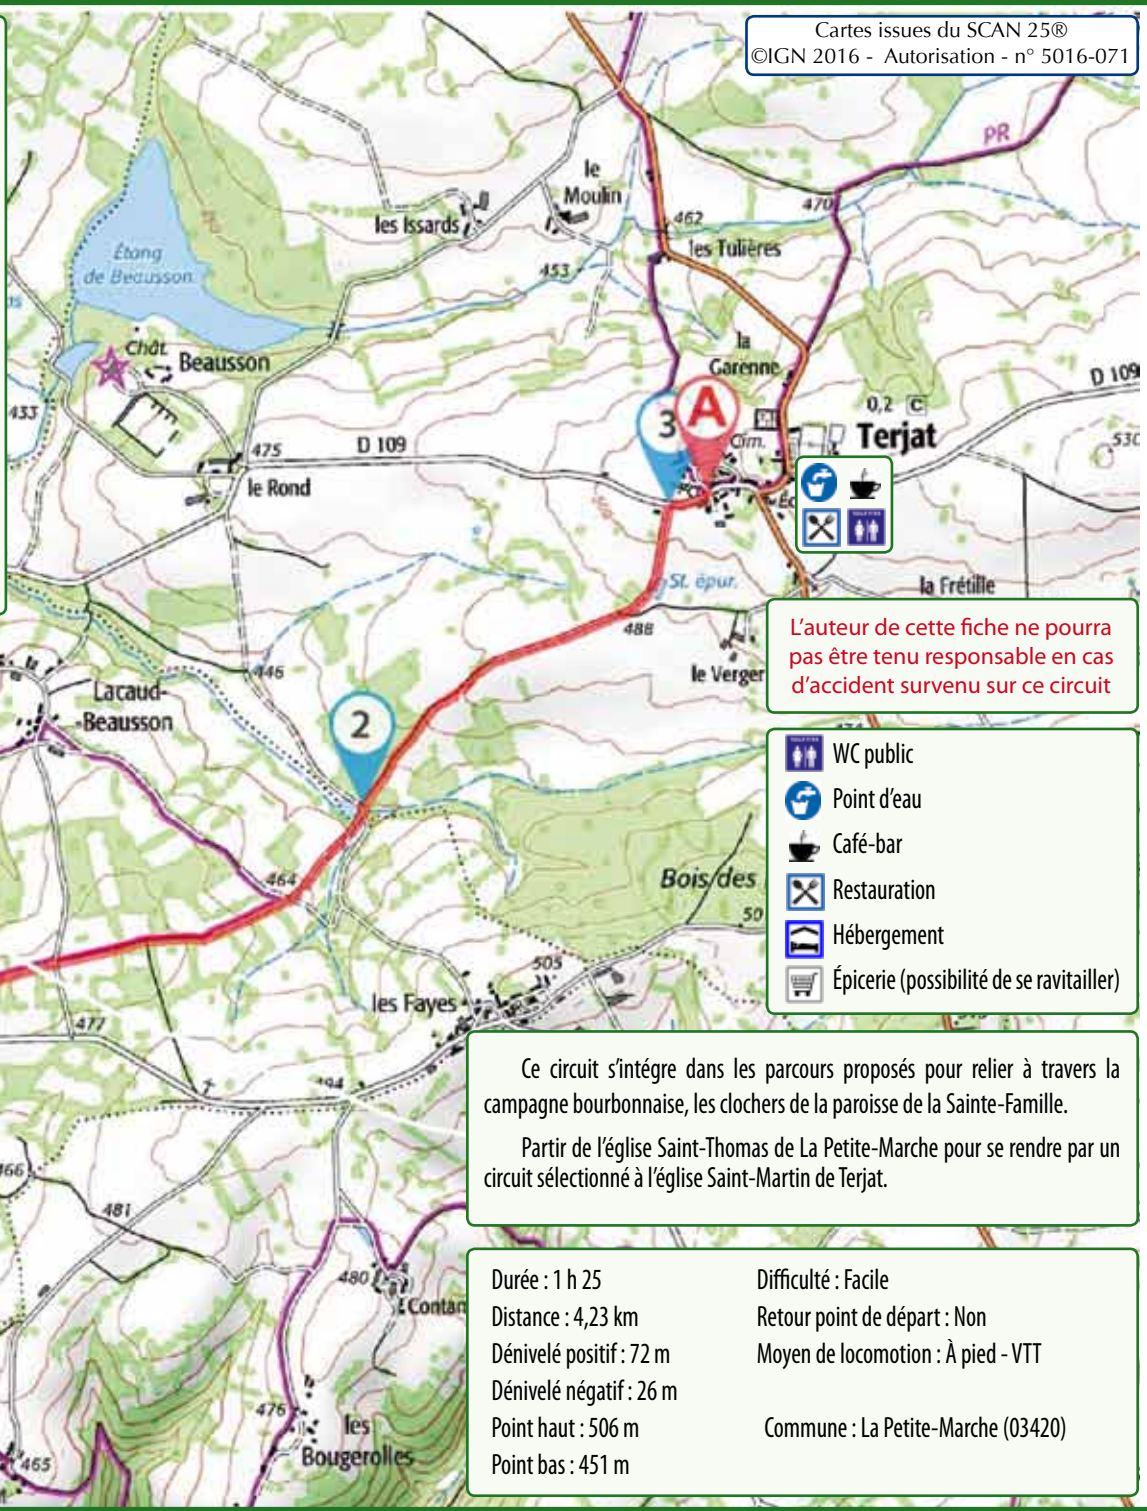 Cartes issues du SCAN 25®
©IGN 2016 - Autorisation - n° 5016-071
PR
le
Moulin
les Issards
462
470
les Tulières
Étang
de Beausson
453
la
Garenne
Chât.
Beausson
D 109
433
3
A
0,2 C
Cim.
Terjat
530
475
D 109
le Rond
St. épur.
la Frétille
488
le Verger
L'auteur de cette fiche ne pourra
pas être tenu responsable en cas
d'accident survenu sur ce circuit
446
Lacaud-
-Beausson
2
WC public
Point d'eau
Café-bar
464
Bois des
Restauration
50
Hébergement
505
les Fayes
Épicerie (possibilité de se ravitailler)
477
494
Ce circuit s'intégre dans les parcours proposés pour relier à travers la
campagne bourbonnaise, les clochers de la paroisse de la Sainte-Famille.
Partir de l'église Saint-Thomas de La Petite-Marche pour se rendre par un
circuit sélectionné à l'église Saint-Martin de Terjat.
466
481
480
Contam
Durée : 1 h 25
Difficulté : Facile
Distance : 4,23 km
Retour point de départ : Non
Dénivelé positif : 72 m
Moyen de locomotion : À pied - VTT
Dénivelé négatif : 26 m
Point haut : 506 m
Commune : La Petite-Marche (03420)
Point bas : 451 m
476
les
Bougerolles
465